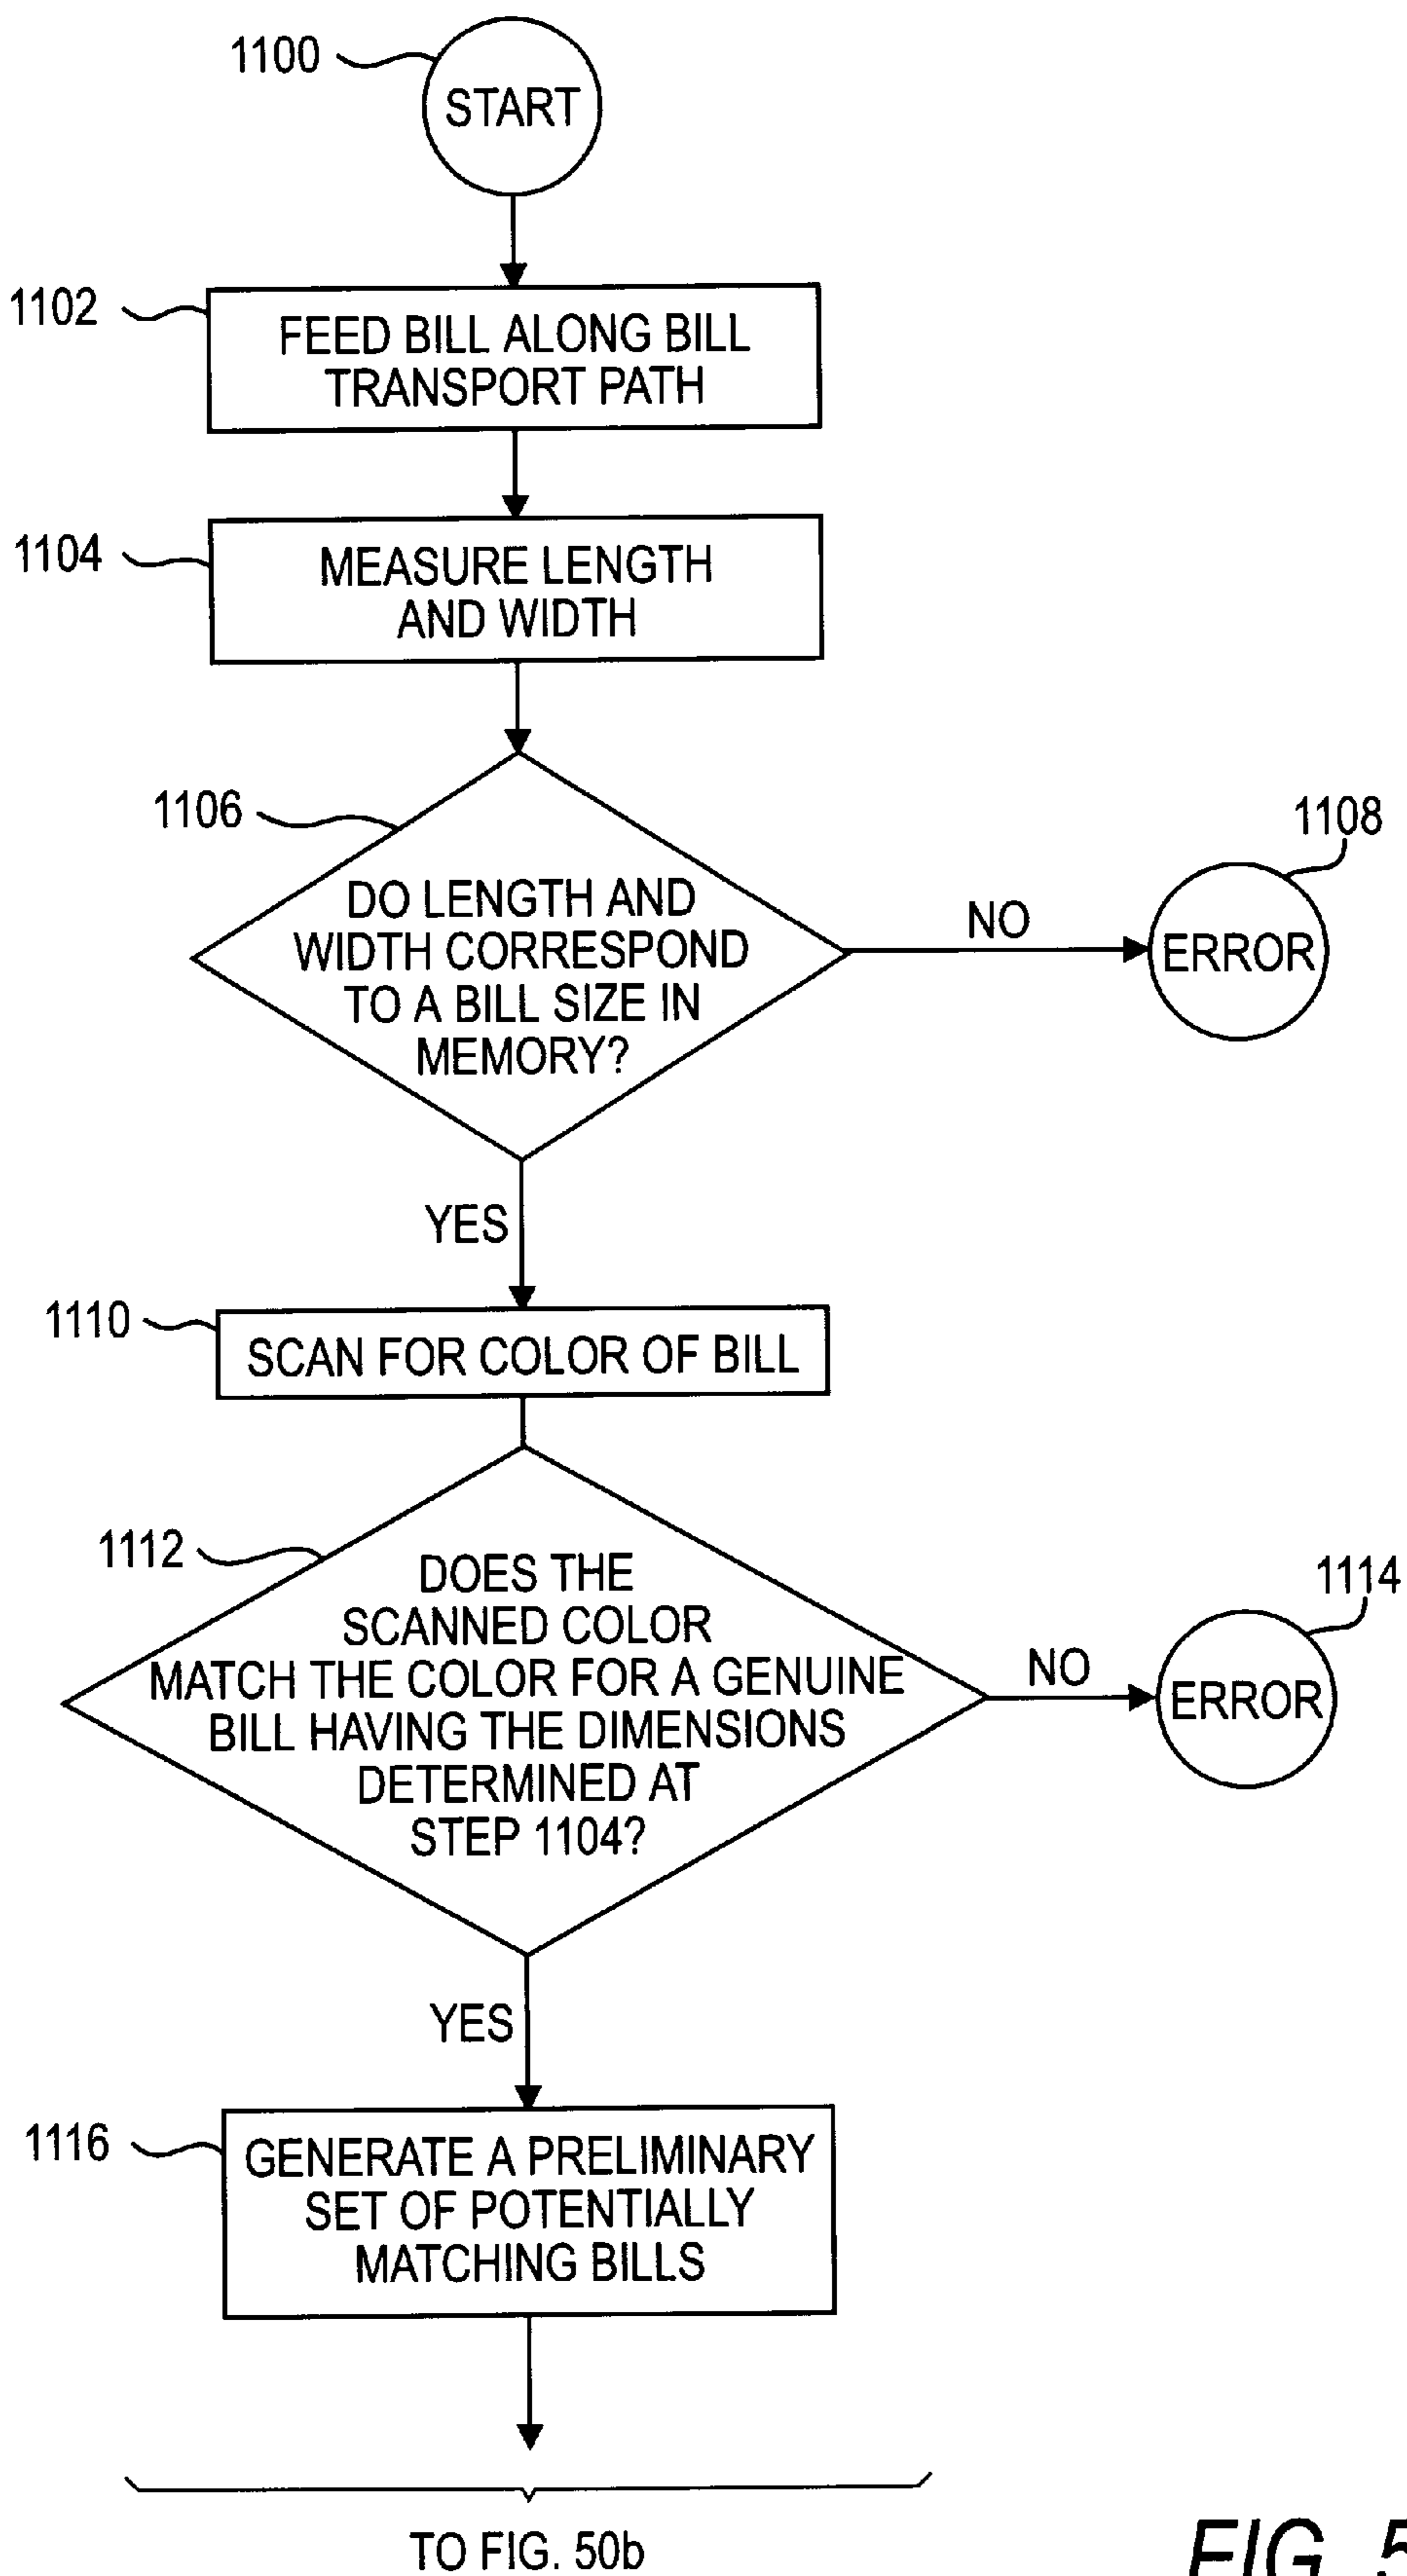 1100
START
1102
FEED BILL ALONG BILL
TRANSPORT PATH
1104
MEASURE LENGTH
AND WIDTH
1106
DO LENGTH AND
WIDTH CORRESPOND
TO A BILL SIZE IN
MEMORY?
NO
1108
ERROR
YES
1110
SCAN FOR COLOR OF BILL
1112
DOES THE
SCANNED COLOR
MATCH THE COLOR FOR A GENUINE
BILL HAVING THE DIMENSIONS
DETERMINED AT
STEP 1104?
NO
1114
ERROR
YES
1116
GENERATE A PRELIMINARY
SET OF POTENTIALLY
MATCHING BILLS
TO FIG. 50b
FIG. 5